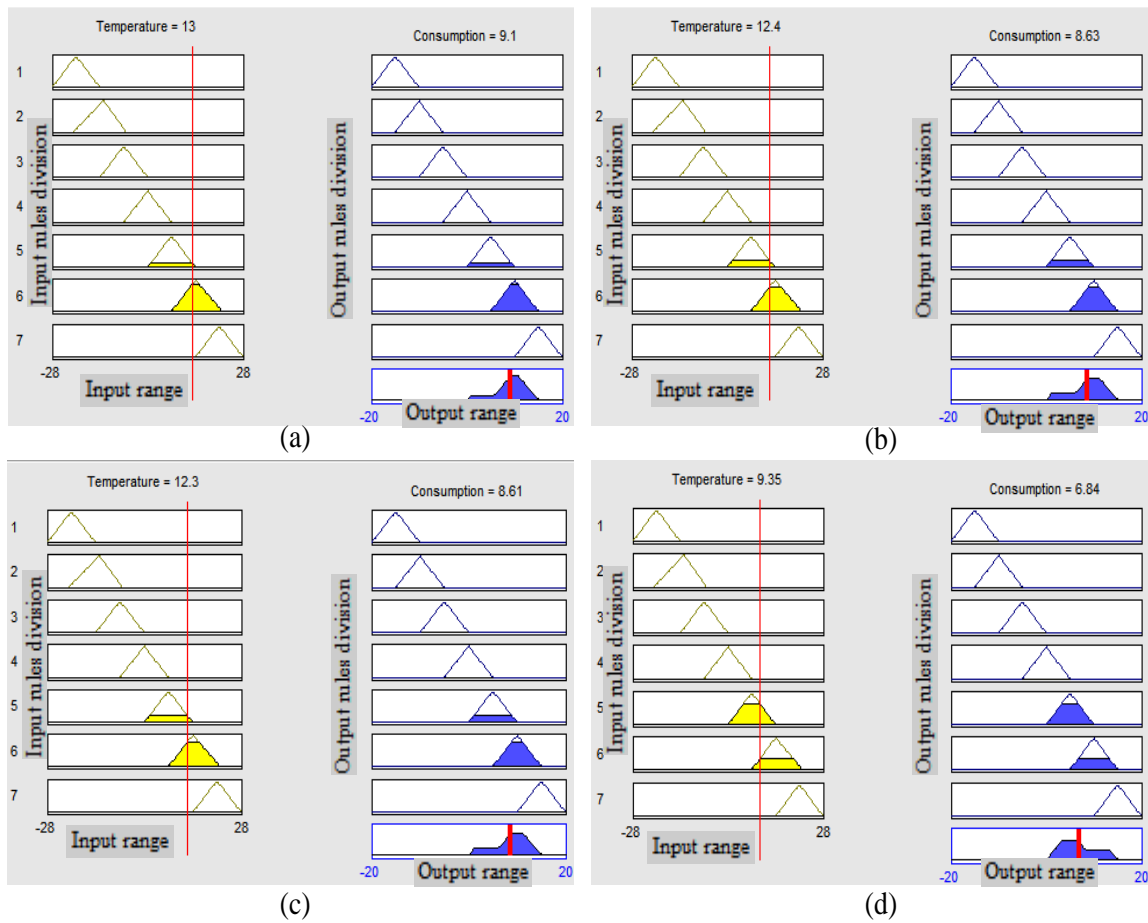 Temperature = 13
Consumption = 9.1
1
2
3
4
5
6
7
Input rules division
Output rules division
-28
28
Input range
-20
20
Output range
(a)
Temperature = 12.4
Consumption = 8.63
1
2
3
4
5
6
7
Input rules division
Output rules division
-28
28
Input range
-20
20
Output range
(b)
Temperature = 12.3
Consumption = 8.61
1
2
3
4
5
6
7
Input rules division
Output rules division
-28
28
Input range
-20
20
Output range
(c)
Temperature = 9.35
Consumption = 6.84
1
2
3
4
5
6
7
Input rules division
Output rules division
-28
28
Input range
-20
20
Output range
(d)